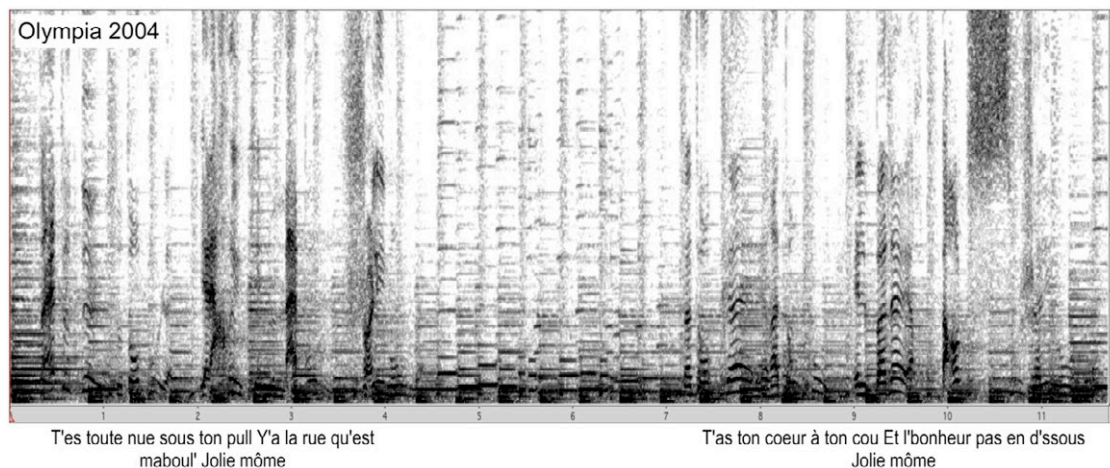 Olympia 2004
1 2 3 4 5 6 7 8 9 10 11
T'es toute nue sous ton pull Y'a la rue qu'est
maboul' Jolie môme
T'as ton coeur à ton cou Et l'bonheur pas en d'ssous
Jolie môme